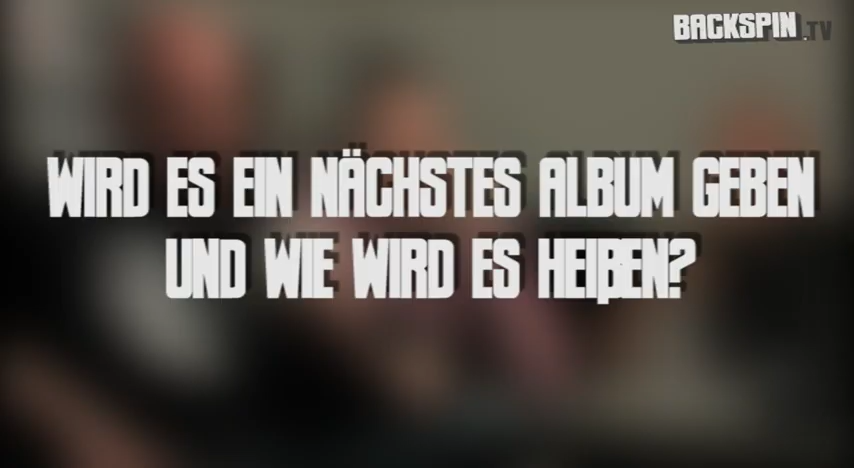 BACKSPIN.TV
WIRD ES EIN NÄCHSTES ALBUM GEBEN
UND WIE WIRD ES HEIßEN?